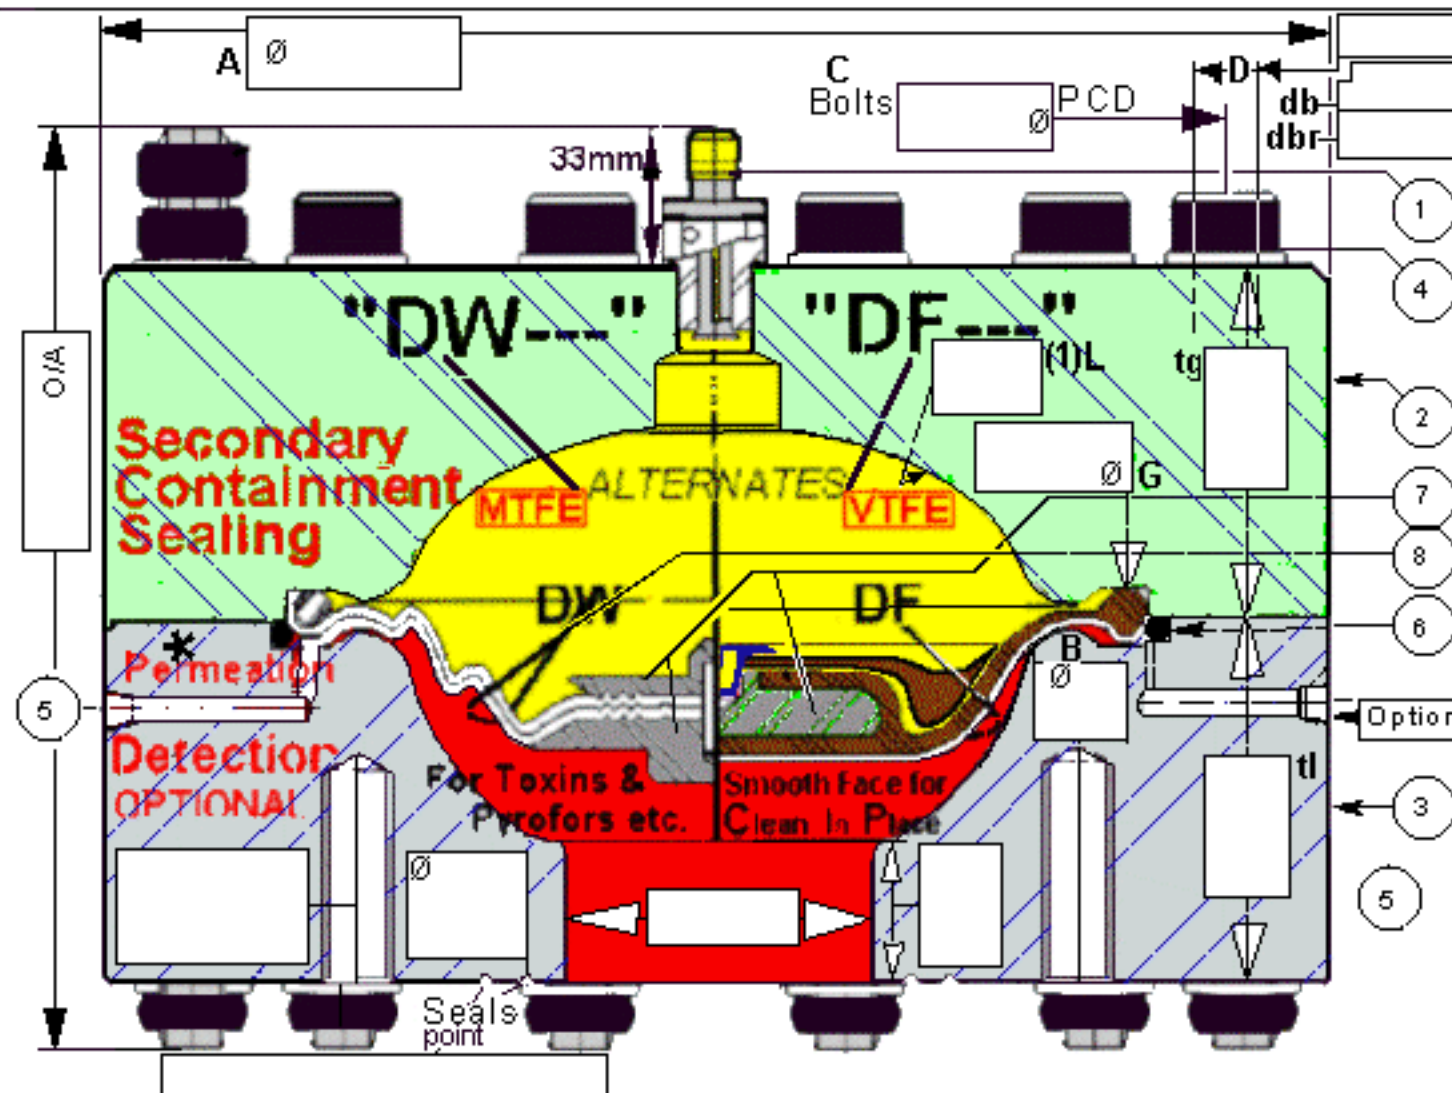 A Ø
C
Bolts Ø PCD
D
db
dbr
33mm
1
4
"DW---" "DF---"
O/A
(1)L
tg
2
Secondary
Containment
Sealing
ALTERNATES
MTFE VTFE
Ø G
7
8
DW DF
6
*
Permeation
B
Ø
5
Option
Detection
OPTIONAL
For Toxins &
Pyrofors etc.
Smooth Face for
Clean In Place
tl
3
Ø
5
Seals
point